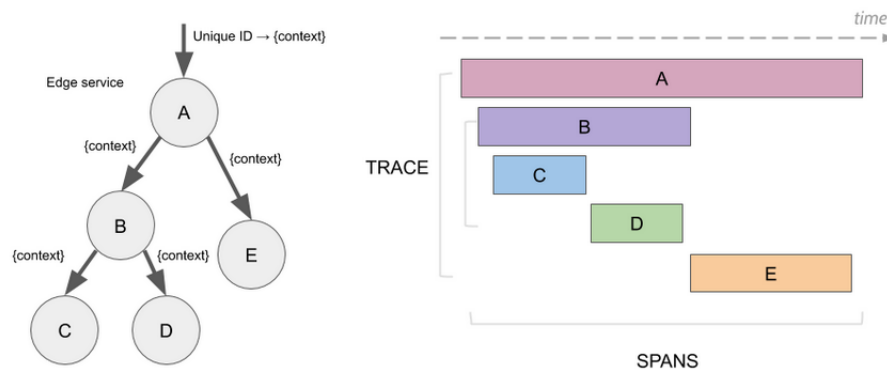 Unique ID → {context}
Edge service
A
{context}
{context}
B
E
{context}
{context}
C
D
time
A
B
TRACE
C
D
E
SPANS